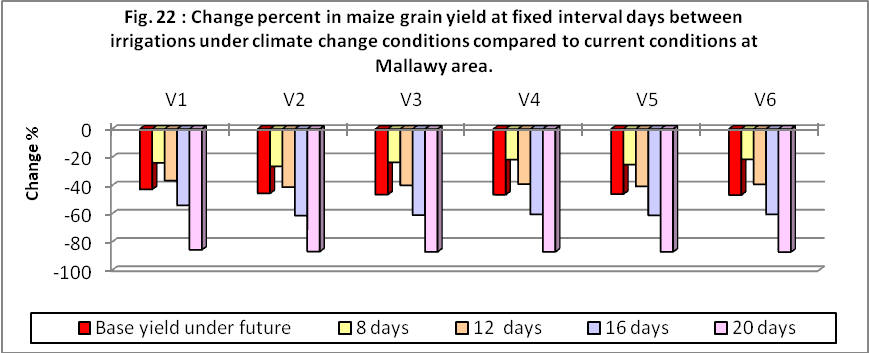 Fig. 22 : Change percent in maize grain yield at fixed interval days between
irrigations under climate change conditions compared to current conditions at
Mallawy area.
V1 V2 V3 V4 V5 V6
0
-20
-40
-60
-80
-100
Change %
Base yield under future 8 days 12 days 16 days 20 days